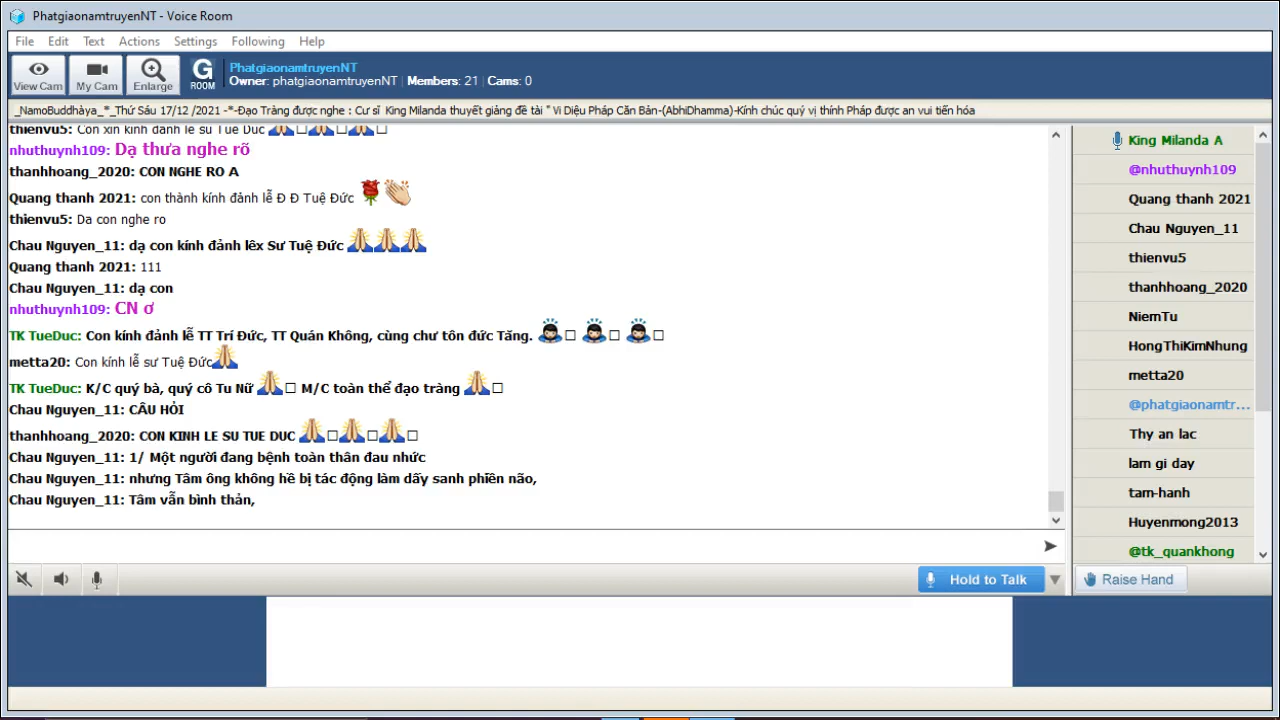 PhatgiaonamtruyenNT - Voice Room
File Edit Text Actions Settings Following Help
View Cam My Cam Enlarge G ROOM
PhatgiaonamtruyenNT
Owner: phatgiaonamtruyenNT | Members: 21 | Cams: 0
_NamoBuddhàya_*_Thứ Sáu 17/12 /2021 -*-Đạo Tràng được nghe : Cư sĩ King Milanda thuyết giảng đề tài " Vi Diệu Pháp Căn Bản-(AbhiDhamma)-Kính chúc quý vị thính Pháp được an vui tiến hóa
thienvu5: Con xin kinh danh le su Tue Duc 🙏□🙏□🙏□
nhuthuynh109: Dạ thưa nghe rõ
thanhhoang_2020: CON NGHE RO A
Quang thanh 2021: con thành kính đảnh lễ Đ Đ Tuệ Đức 🌹👏
thienvu5: Da con nghe ro
Chau Nguyen_11: dạ con kính đảnh lêx Sư Tuệ Đức 🙏🙏🙏
Quang thanh 2021: 111
Chau Nguyen_11: dạ con
nhuthuynh109: CN ơ
TK TueDuc: Con kính đảnh lễ TT Trí Đức, TT Quán Không, cùng chư tôn đức Tăng. 🙇□ 🙇□ 🙇□
metta20: Con kính lễ sư Tuệ Đức🙏
TK TueDuc: K/C quý bà, quý cô Tu Nữ 🙏□ M/C toàn thể đạo tràng 🙏□
Chau Nguyen_11: CÂU HỎI
thanhhoang_2020: CON KINH LE SU TUE DUC 🙏□🙏□🙏□
Chau Nguyen_11: 1/ Một người đang bệnh toàn thân đau nhức
Chau Nguyen_11: nhưng Tâm ông không hề bị tác động làm dấy sanh phiền não,
Chau Nguyen_11: Tâm vẫn bình thản,
King Milanda A
@nhuthuynh109
Quang thanh 2021
Chau Nguyen_11
thienvu5
thanhhoang_2020
NiemTu
HongThiKimNhung
metta20
@phatgiaonamtr...
Thy an lac
lam gi day
tam-hanh
Huyenmong2013
@tk_quankhong
Hold to Talk
Raise Hand